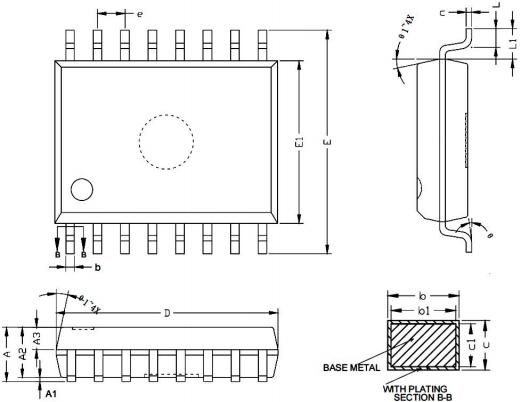 e
c
L
L1
θ1~4X
E1
E
B
B
b
θ
θ1~4X
D
A
A2
A3
A1
b
b1
c1
c
BASE METAL
WITH PLATING
SECTION B-B